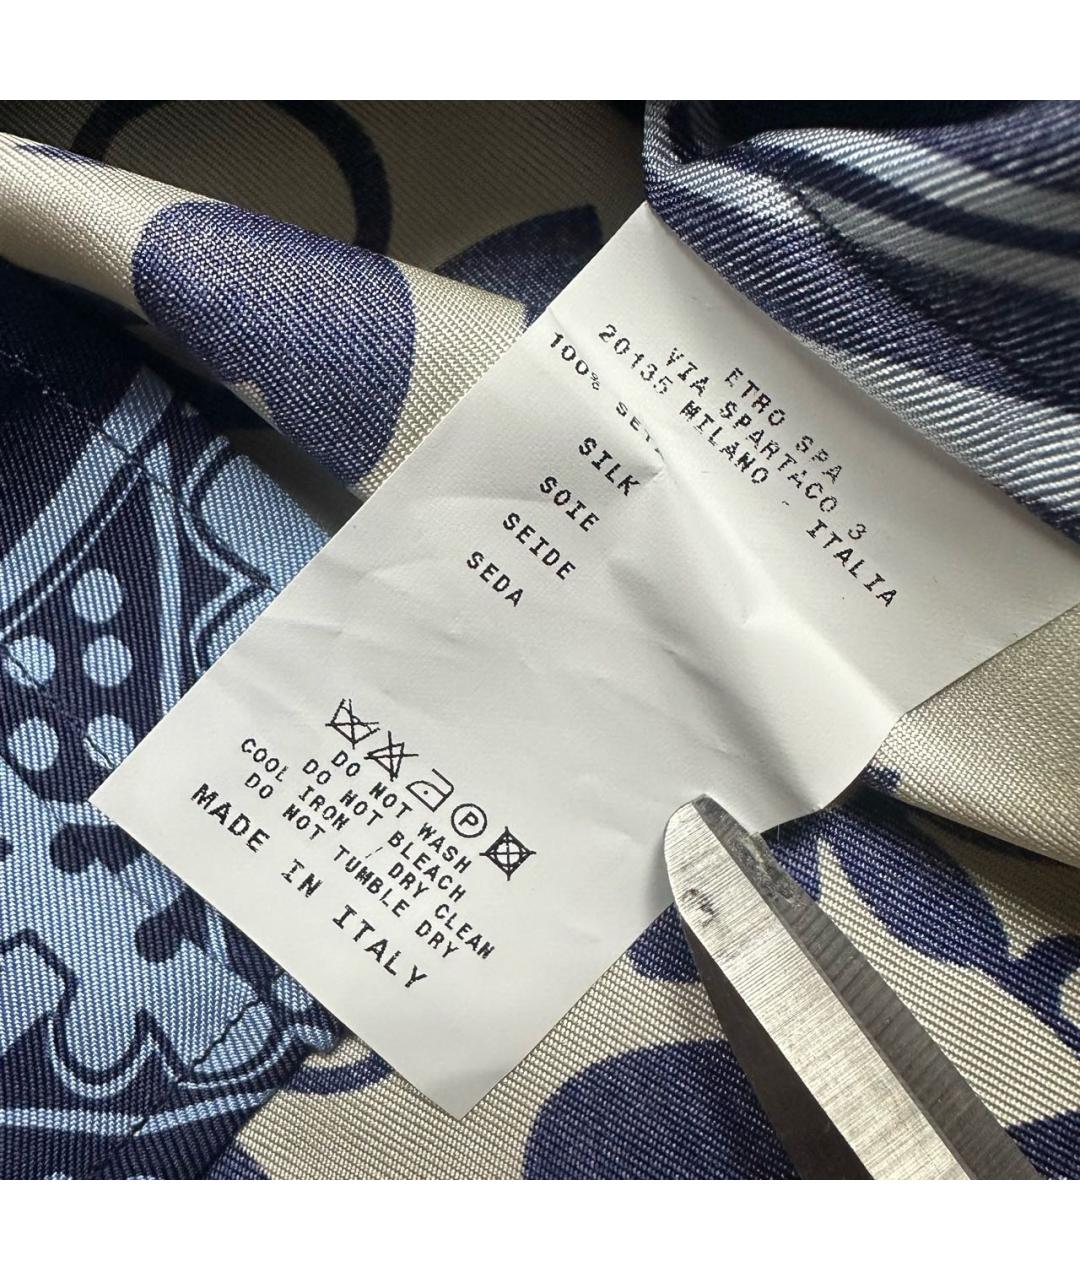 ETRO SPA
VIA SPARTACO 3
20135 MILANO - ITALIA
100%
SILK
SOIE
SEIDE
SEDA
P
DO NOT WASH
DO NOT BLEACH
COOL IRON / DRY CLEAN
DO NOT TUMBLE DRY
MADE IN ITALY